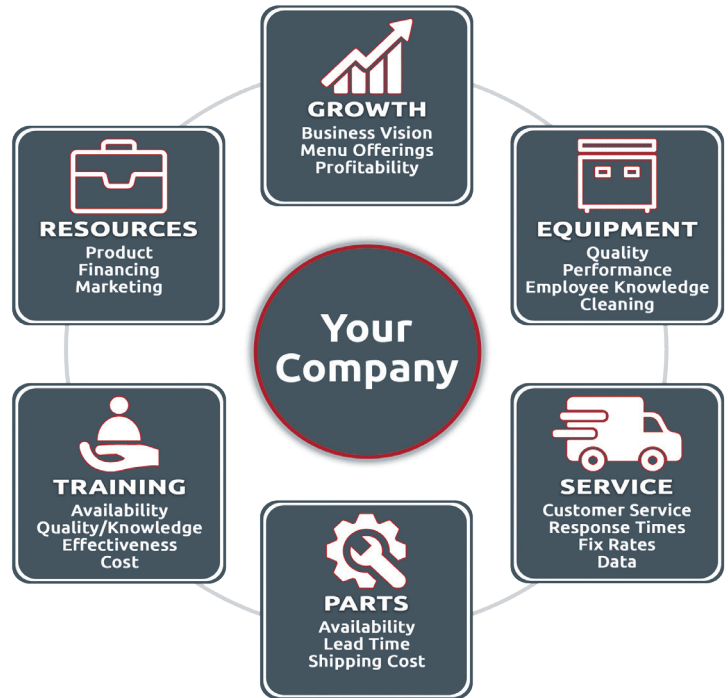 GROWTH
Business Vision
Menu Offerings
Profitability
RESOURCES
Product
Financing
Marketing
EQUIPMENT
Quality
Performance
Employee Knowledge
Cleaning
Your
Company
TRAINING
Availability
Quality/Knowledge
Effectiveness
Cost
SERVICE
Customer Service
Response Times
Fix Rates
Data
PARTS
Availability
Lead Time
Shipping Cost